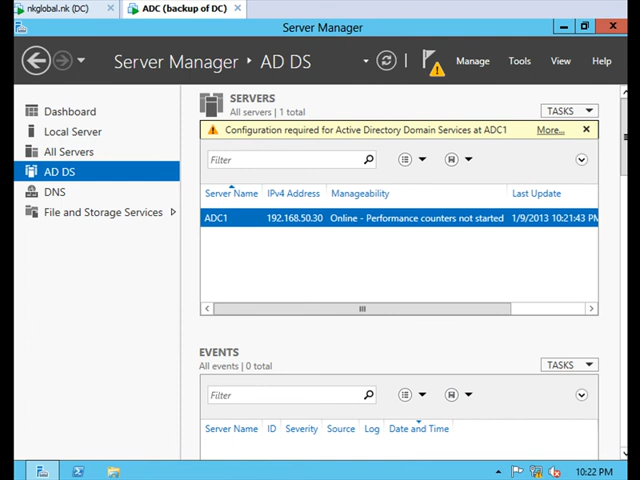 nkglobal.nk (DC)
ADC (backup of DC)
Server Manager
Server Manager AD DS
Manage Tools View Help
Dashboard
Local Server
All Servers
AD DS
DNS
File and Storage Services
SERVERS
All servers | 1 total
TASKS
Configuration required for Active Directory Domain Services at ADC1 More...
Filter
Server Name IPv4 Address Manageability Last Update
ADC1 192.168.50.30 Online - Performance counters not started 1/9/2013 10:21:43 PM
EVENTS
All events | 0 total
TASKS
Filter
Server Name ID Severity Source Log Date and Time
10:22 PM